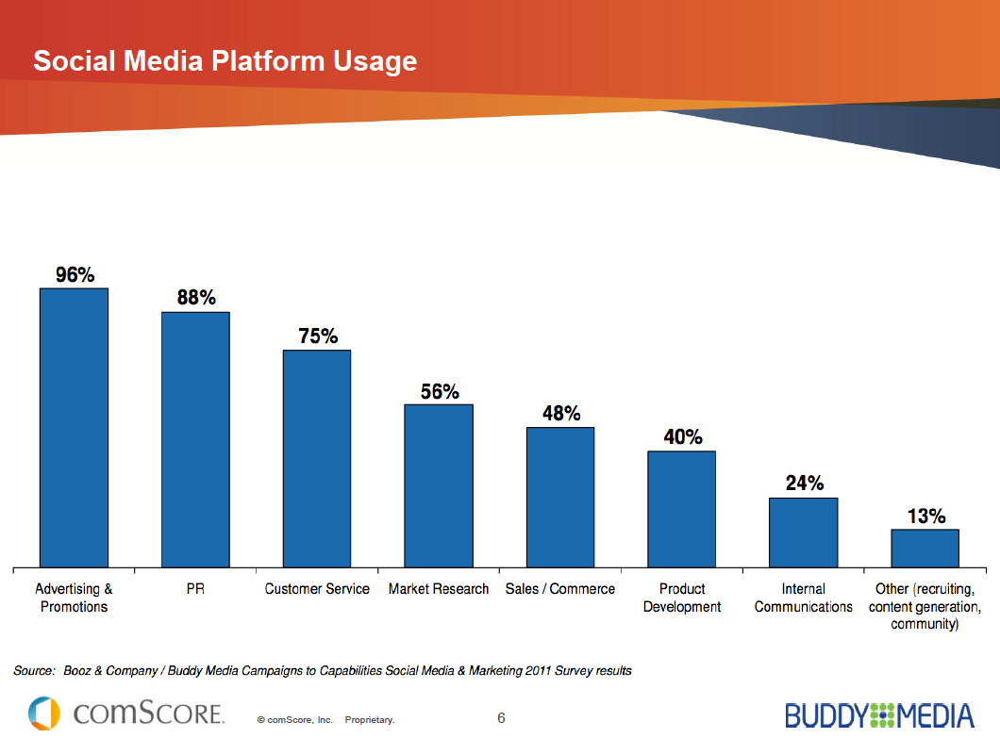 Social Media Platform Usage
96%
88%
75%
56%
48%
40%
24%
13%
Advertising &
Promotions
PR
Customer Service
Market Research
Sales / Commerce
Product
Development
Internal
Communications
Other (recruiting,
content generation,
community)
Source: Booz & Company / Buddy Media Campaigns to Capabilities Social Media & Marketing 2011 Survey results
comSCORE.
© comScore, Inc. Proprietary.
6
BUDDY MEDIA